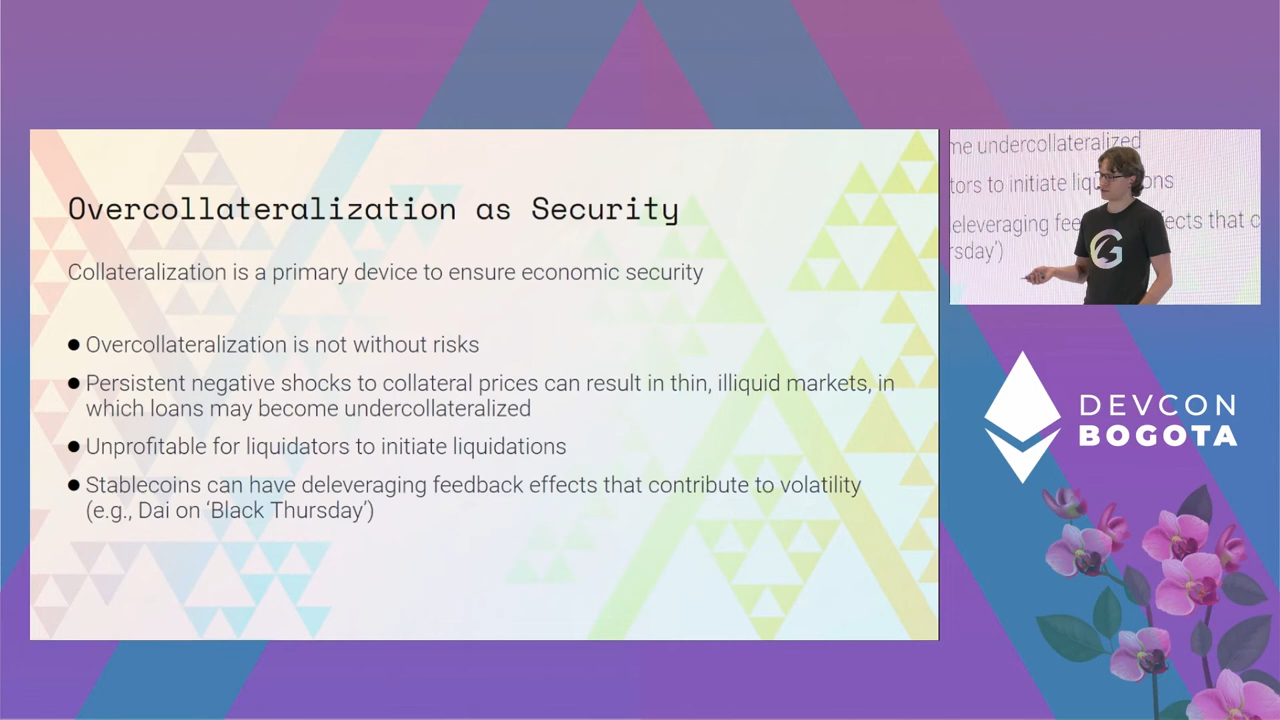 Overcollateralization as Security
Collateralization is a primary device to ensure economic security
● Overcollateralization is not without risks
● Persistent negative shocks to collateral prices can result in thin, illiquid markets, in
which loans may become undercollateralized
● Unprofitable for liquidators to initiate liquidations
● Stablecoins can have deleveraging feedback effects that contribute to volatility
(e.g., Dai on ‘Black Thursday’)
me undercollateralized
tors to initiate liq ons
eleveraging fee ects that c
rsday’)
G
DEVCON
BOGOTA